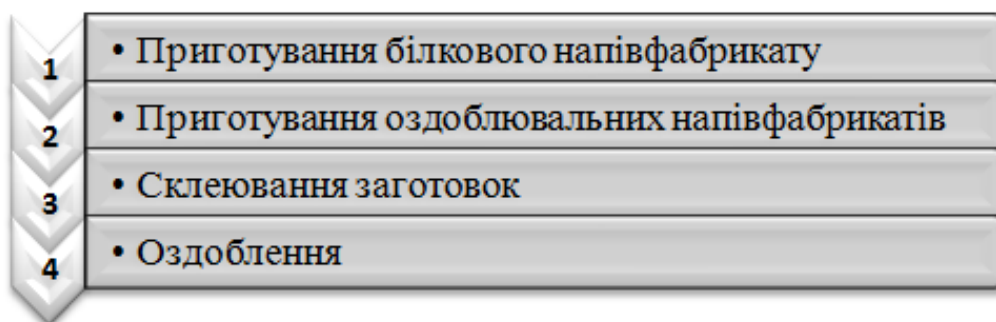 1 • Приготування білкового напівфабрикату
2 • Приготування оздоблювальних напівфабрикатів
3 • Склеювання заготовок
4 • Оздоблення